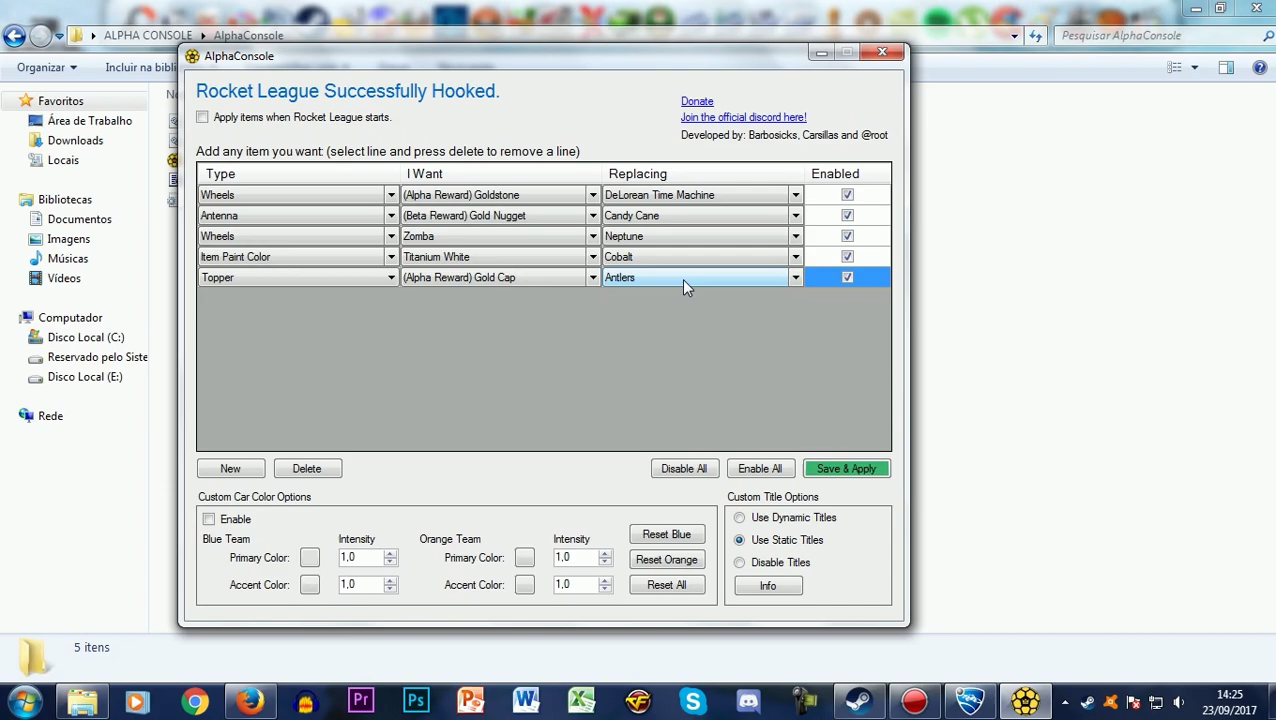 ALPHA CONSOLE
AlphaConsole
Pesquisar AlphaConsole
Organizar
Incluir na bibli
AlphaConsole
Favoritos
Área de Trabalho
Downloads
Locais
Bibliotecas
Documentos
Imagens
Músicas
Vídeos
Computador
Disco Local (C:)
Reservado pelo Siste
Disco Local (E:)
Rede
Rocket League Successfully Hooked.
Donate
Apply items when Rocket League starts.
Join the official discord here!
Developed by: Barbosicks, Carsillas and @root
Add any item you want: (select line and press delete to remove a line)
Type I Want Replacing Enabled
Wheels (Alpha Reward) Goldstone DeLorean Time Machine
Antenna (Beta Reward) Gold Nugget Candy Cane
Wheels Zomba Neptune
Item Paint Color Titanium White Cobalt
Topper (Alpha Reward) Gold Cap Antlers
New Delete Disable All Enable All Save & Apply
Custom Car Color Options
Enable
Blue Team Intensity Orange Team Intensity
Primary Color: 1,0 Primary Color: 1,0
Accent Color: 1,0 Accent Color: 1,0
Reset Blue
Reset Orange
Reset All
Custom Title Options
Use Dynamic Titles
Use Static Titles
Disable Titles
Info
5 itens
Pr Ps
14:25
23/09/2017